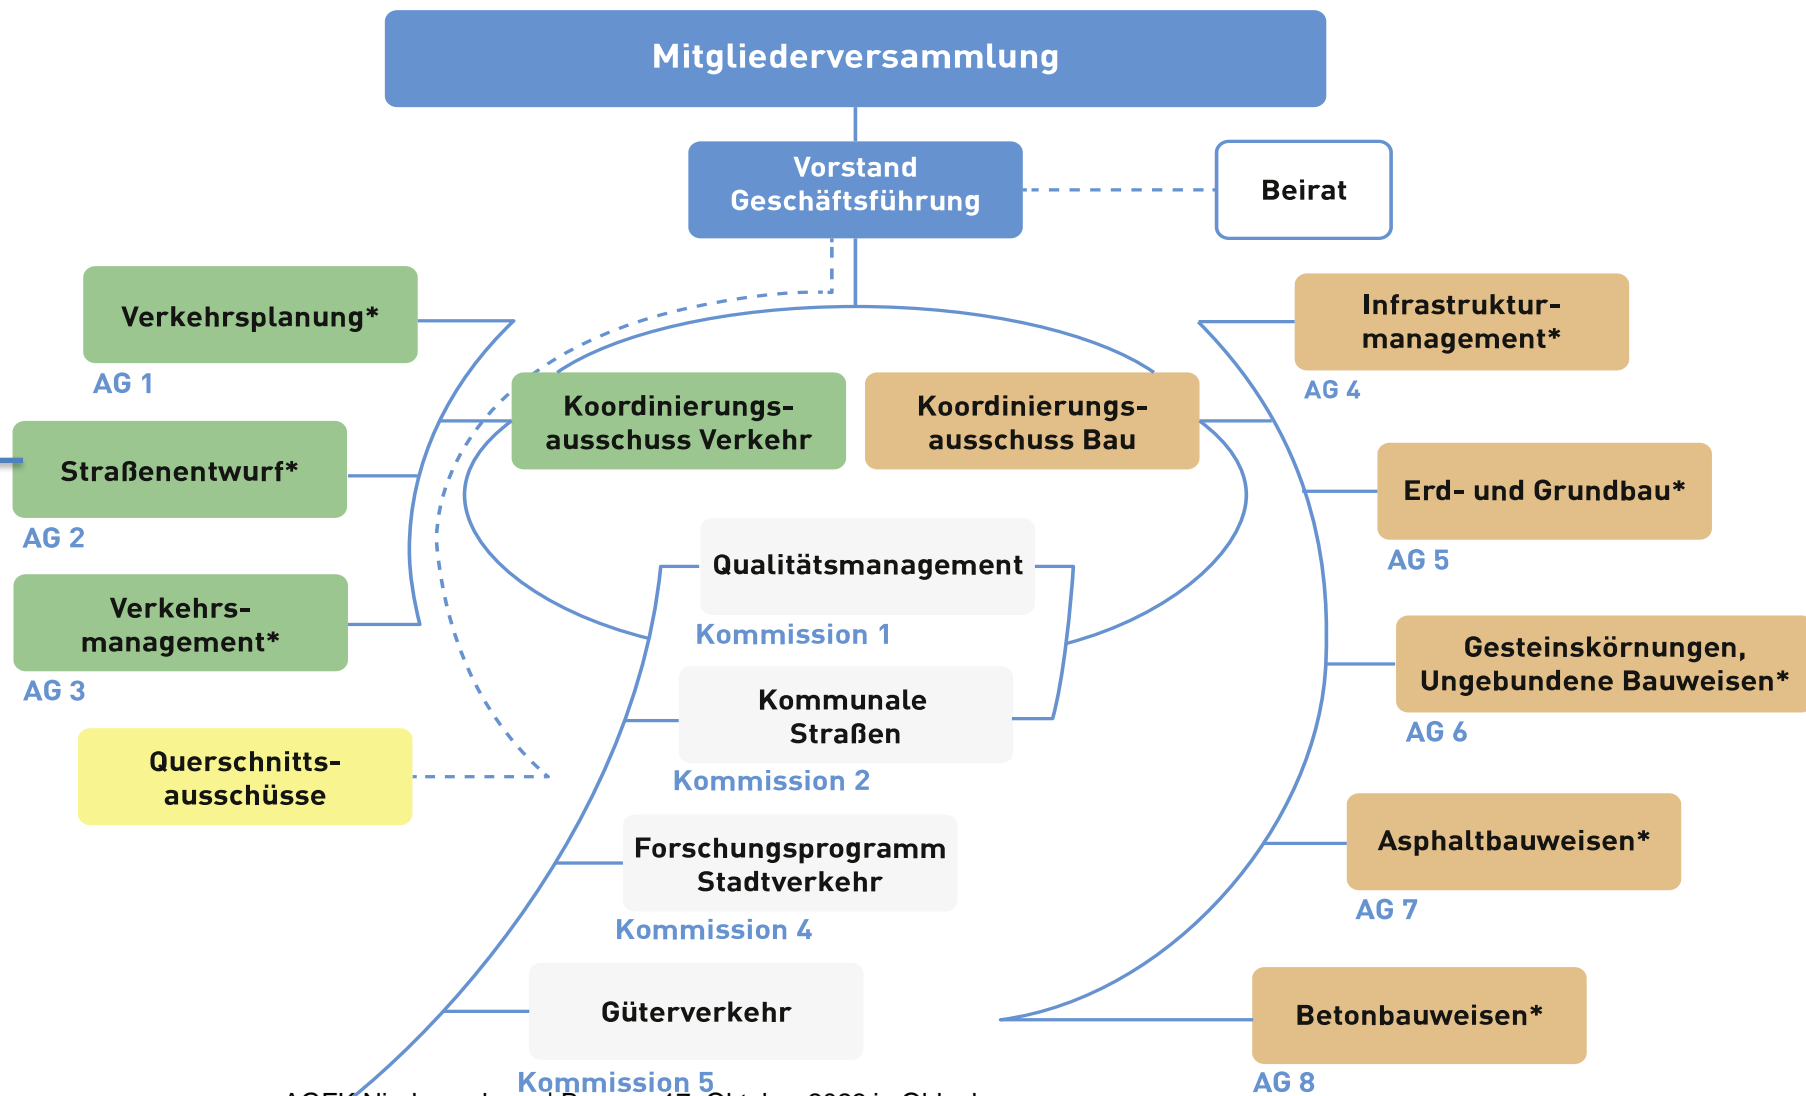 Mitgliederversammlung
Vorstand
Geschäftsführung
Beirat
Verkehrsplanung*
AG 1
Straßenentwurf*
AG 2
Verkehrs-
management*
AG 3
Querschnitts-
ausschüsse
Koordinierungs-
ausschuss Verkehr
Koordinierungs-
ausschuss Bau
Qualitätsmanagement
Kommission 1
Kommunale
Straßen
Kommission 2
Forschungsprogramm
Stadtverkehr
Kommission 4
Güterverkehr
Kommission 5
Infrastruktur-
management*
AG 4
Erd- und Grundbau*
AG 5
Gesteinskörnungen,
Ungebundene Bauweisen*
AG 6
Asphaltbauweisen*
AG 7
Betonbauweisen*
AG 8